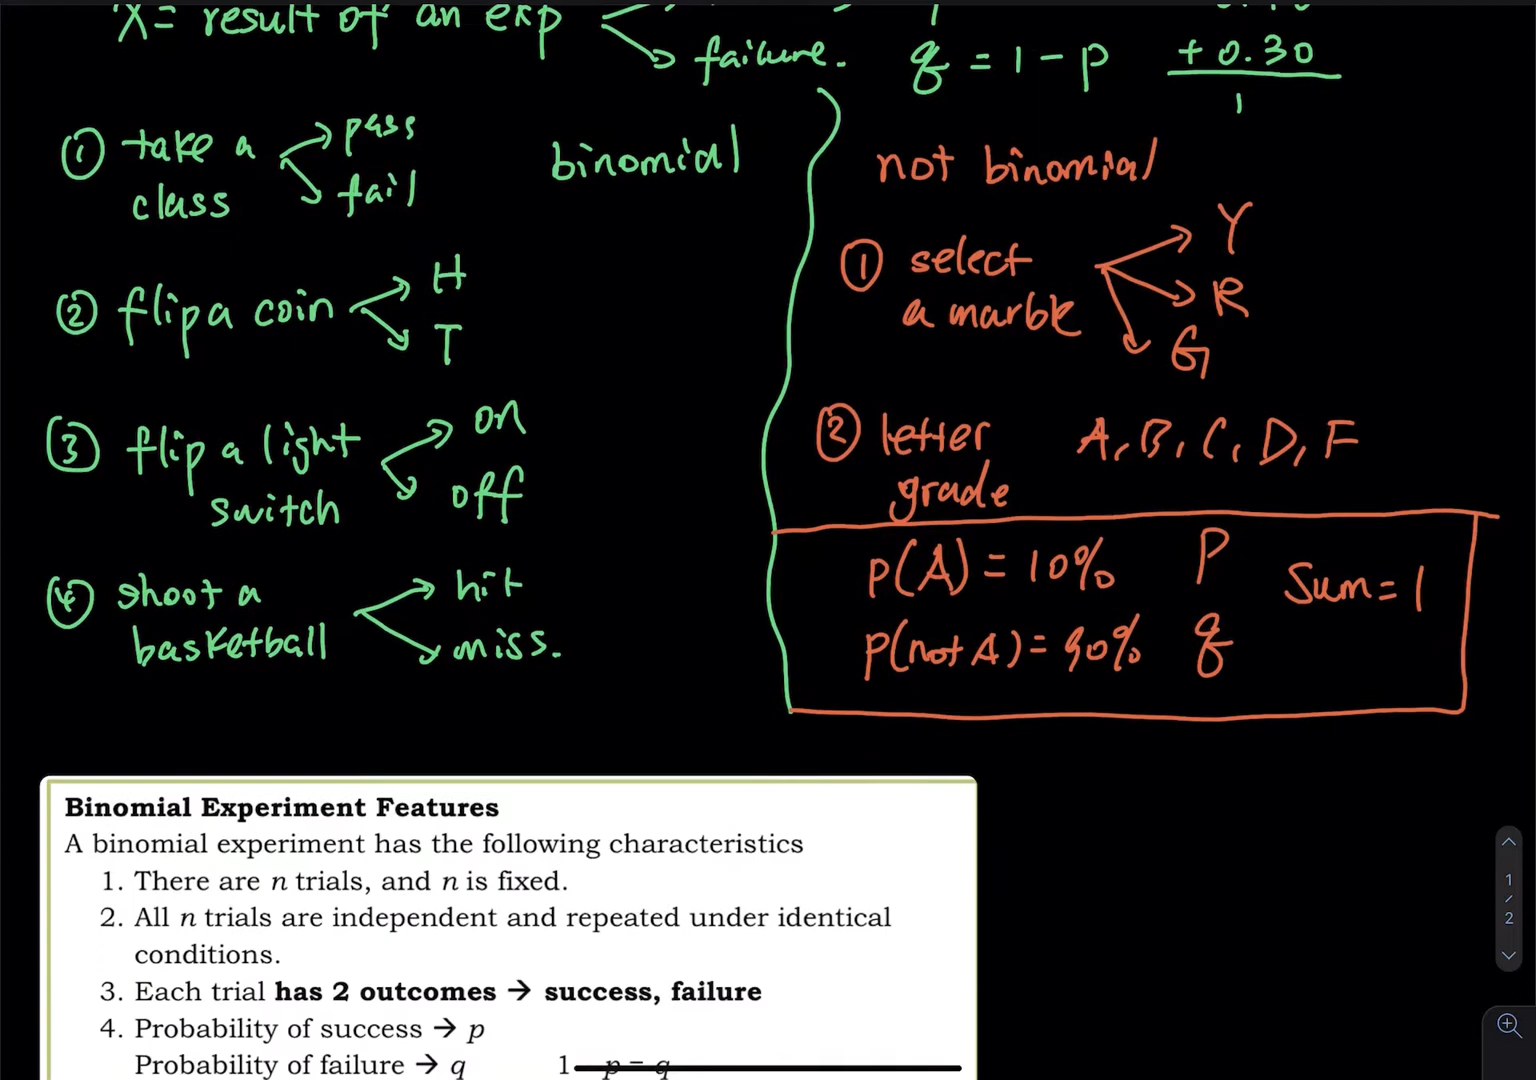 X = result of an exp
failure.
q = 1 - p
+ 0.30
1
① take a class
pass
fail
binomial
② flip a coin
H
T
③ flip a light switch
on
off
④ shoot a basketball
hit
miss.
not binomial
① select a marble
Y
R
G
② letter grade
A, B, C, D, F
p(A) = 10% P
Sum = 1
p(not A) = 90% q
Binomial Experiment Features
A binomial experiment has the following characteristics
1. There are n trials, and n is fixed.
2. All n trials are independent and repeated under identical
conditions.
3. Each trial has 2 outcomes → success, failure
4. Probability of success → p
Probability of failure → q 1 – p = q
1
/
2